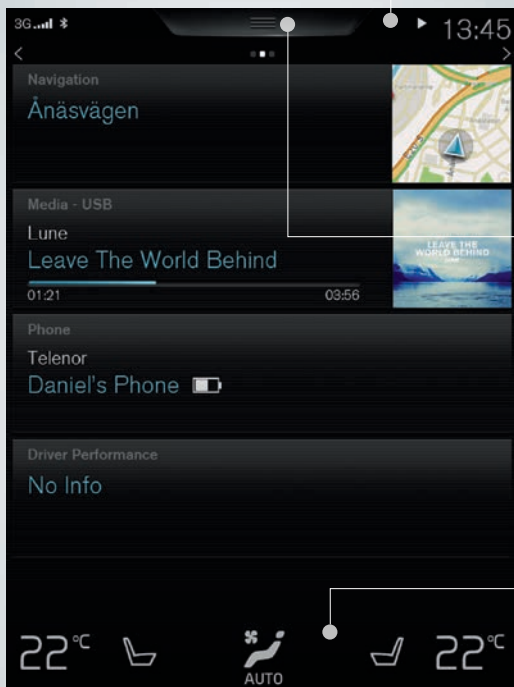 3G
13:45
Navigation
Ånäsvägen
Media - USB
Lune
Leave The World Behind
01:21
03:56
LEAVE THE
WORLD BEHIND
LUNE
Phone
Telenor
Daniel's Phone
Driver Performance
No Info
22°C
AUTO
22°C